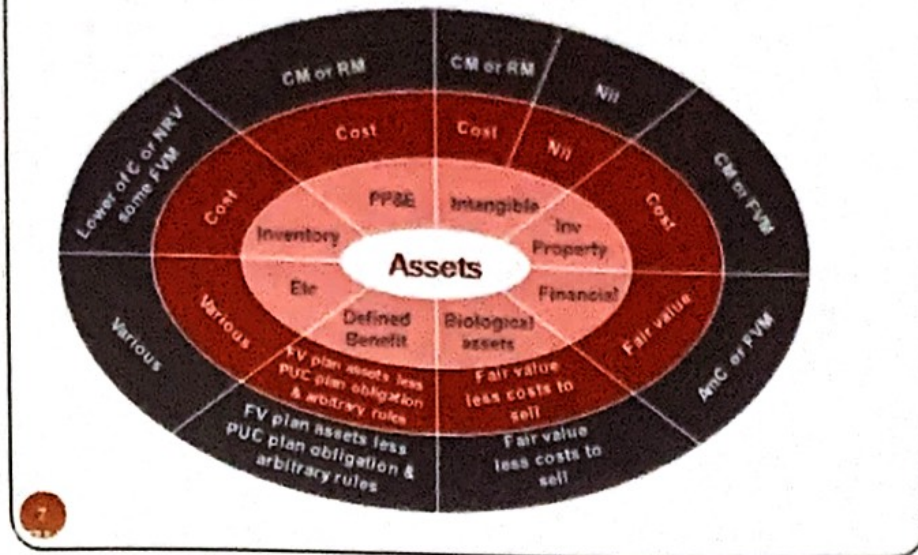 CM or RM
CM or RM
Nil
Lower of C or NRV
some FVM
Cost
Cost
Nil
CM or FVM
Cost
PP&E
Intangible
Cost
Inventory
Inv
Property
Assets
Etc
Financial
Various
Various
Defined
Benefit
Biological
assets
Fair value
AmC or FVM
FV plan assets less
PUC plan obligation
& arbitrary rules
Fair value
less costs to
sell
FV plan assets less
PUC plan obligation &
arbitrary rules
Fair value
less costs to
sell
7